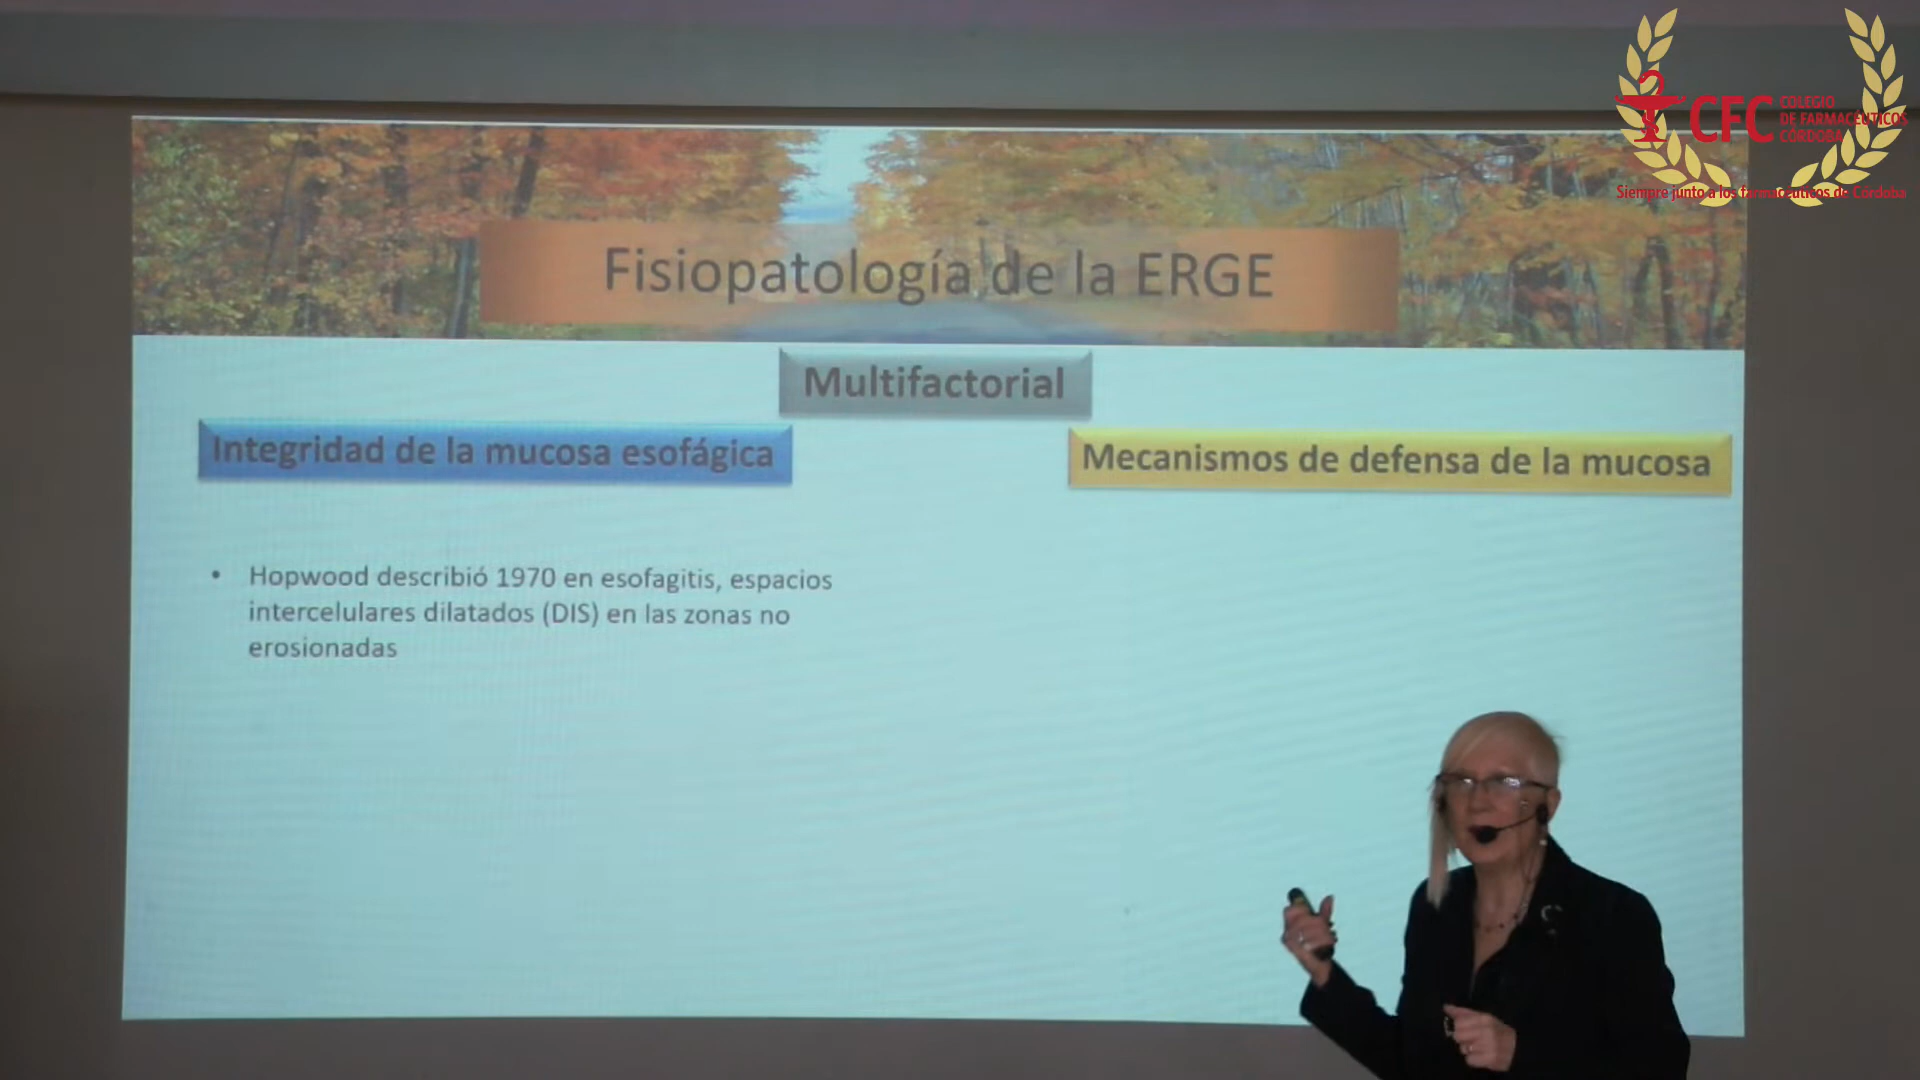 CFC
COLEGIO
DE FARMACÉUTICOS
CÓRDOBA
Siempre junto a los farmacéuticos de Córdoba
Fisiopatología de la ERGE
Multifactorial
Integridad de la mucosa esofágica
Mecanismos de defensa de la mucosa
• Hopwood describió 1970 en esofagitis, espacios
intercelulares dilatados (DIS) en las zonas no
erosionadas